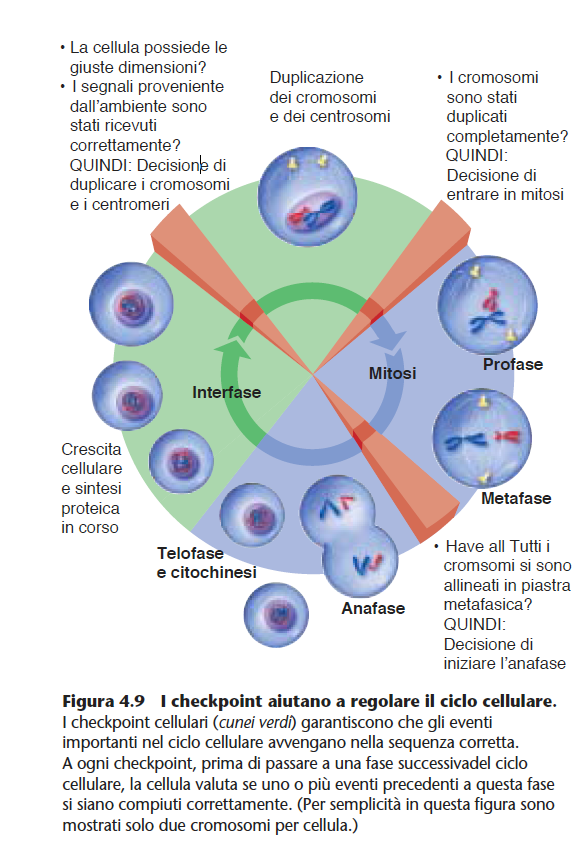 • La cellula possiede le
giuste dimensioni?
• I segnali proveniente
dall'ambiente sono
stati ricevuti
correttamente?
QUINDI: Decisione di
duplicare i cromosomi
e i centromeri
Duplicazione
dei cromosomi
e dei centrosomi
• I cromosomi
sono stati
duplicati
completamente?
QUINDI:
Decisione di
entrare in mitosi
Profase
Mitosi
Interfase
Metafase
Crescita
cellulare
e sintesi
proteica
in corso
Telofase
e citochinesi
Anafase
• Have all Tutti i
cromsomi si sono
allineati in piastra
metafasica?
QUINDI:
Decisione di
iniziare l'anafase
Figura 4.9 I checkpoint aiutano a regolare il ciclo cellulare.
I checkpoint cellulari (cunei verdi) garantiscono che gli eventi
importanti nel ciclo cellulare avvengano nella sequenza corretta.
A ogni checkpoint, prima di passare a una fase successivadel ciclo
cellulare, la cellula valuta se uno o più eventi precedenti a questa fase
si siano compiuti correttamente. (Per semplicità in questa figura sono
mostrati solo due cromosomi per cellula.)